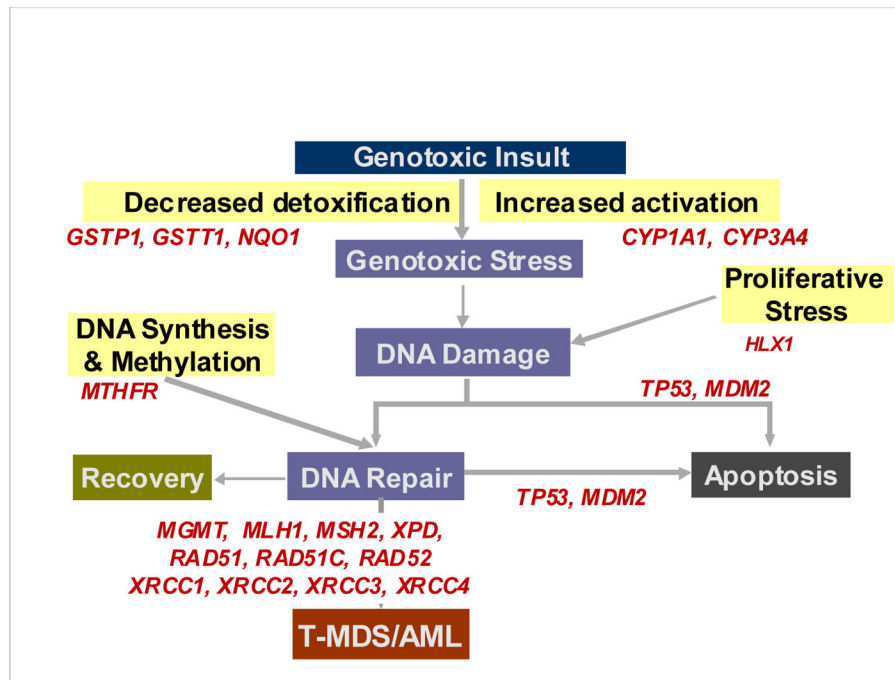 Genotoxic Insult
Decreased detoxification
Increased activation
GSTP1, GSTT1, NQO1
CYP1A1, CYP3A4
Genotoxic Stress
Proliferative
Stress
HLX1
DNA Synthesis
& Methylation
MTHFR
DNA Damage
TP53, MDM2
Recovery
DNA Repair
Apoptosis
TP53, MDM2
MGMT, MLH1, MSH2, XPD,
RAD51, RAD51C, RAD52
XRCC1, XRCC2, XRCC3, XRCC4
T-MDS/AML